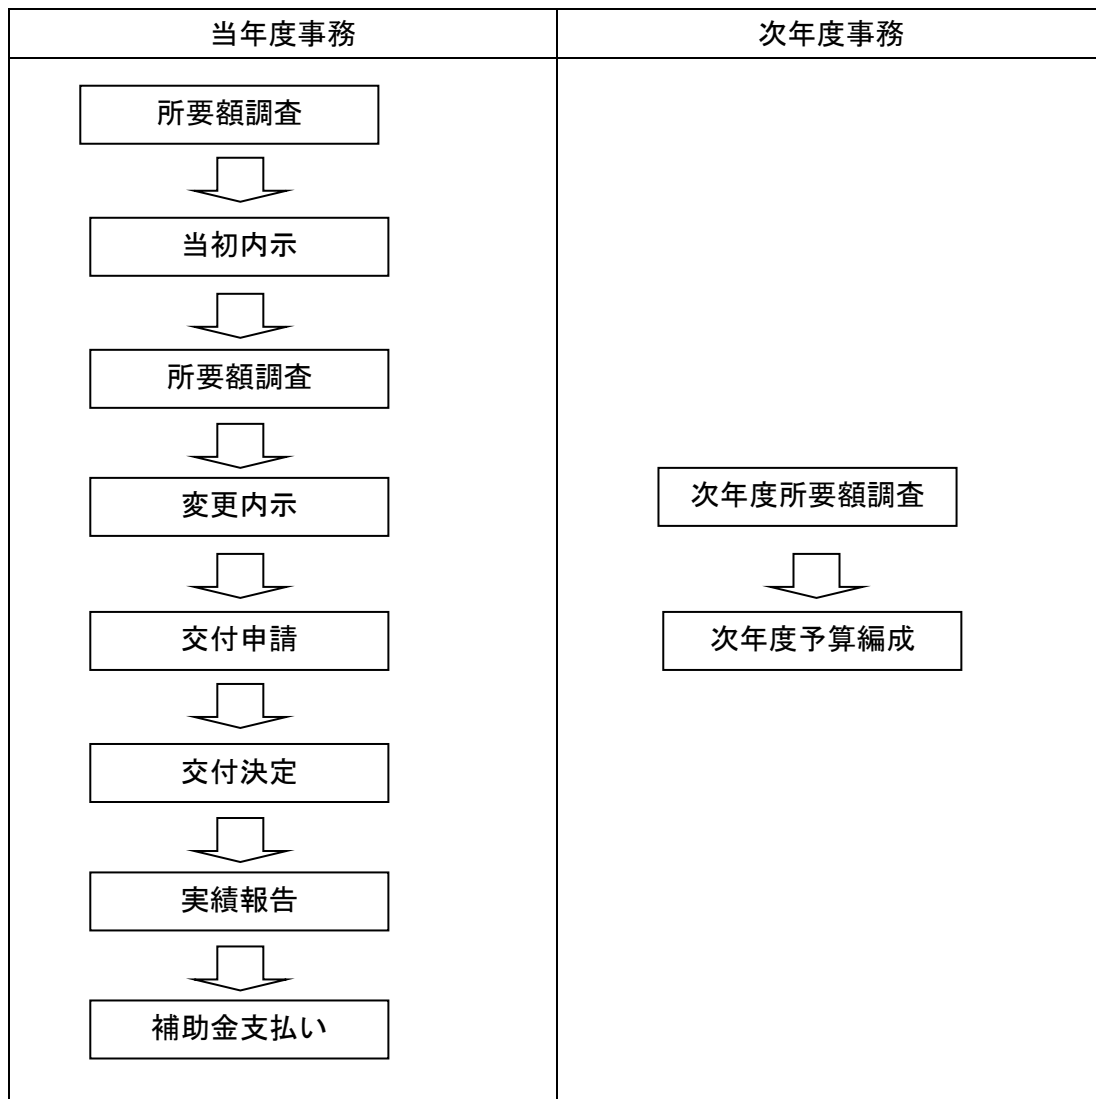 当年度事務
次年度事務
所要額調査
当初内示
所要額調査
変更内示
交付申請
交付決定
実績報告
補助金支払い
次年度所要額調査
次年度予算編成